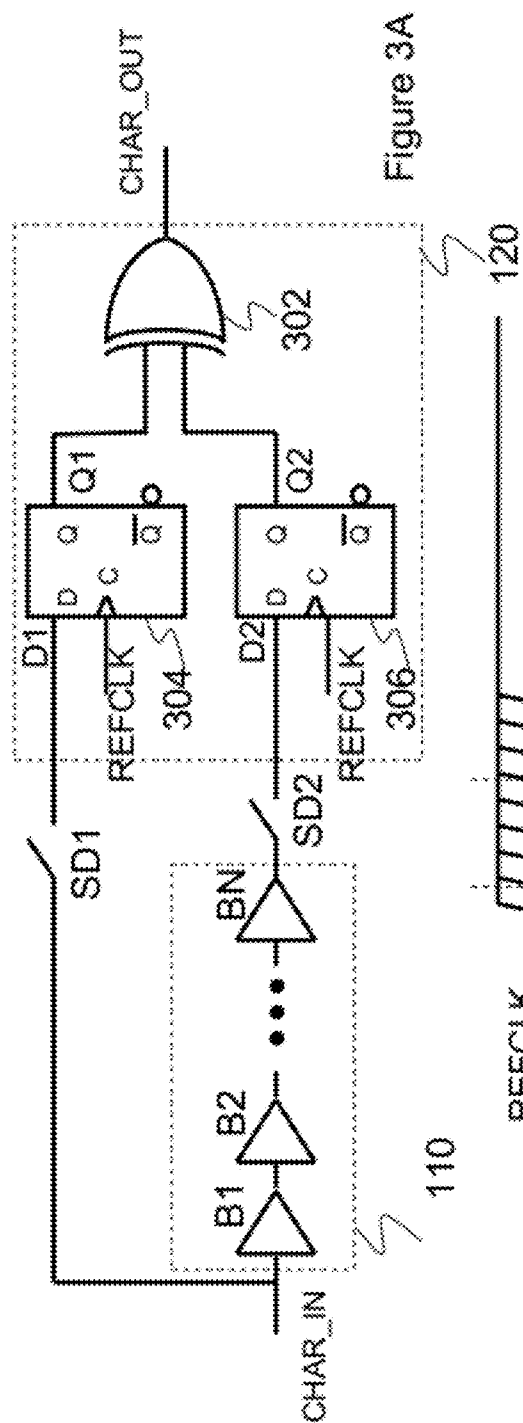 CHAR_OUT
Figure 3A
302
120
Q1
Q2
D
Q
C
Q
D1
304
REFCLK
D
Q
C
Q
D2
306
REFCLK
SD1
SD2
BN
B2
B1
110
CHAR_IN
REFCLK